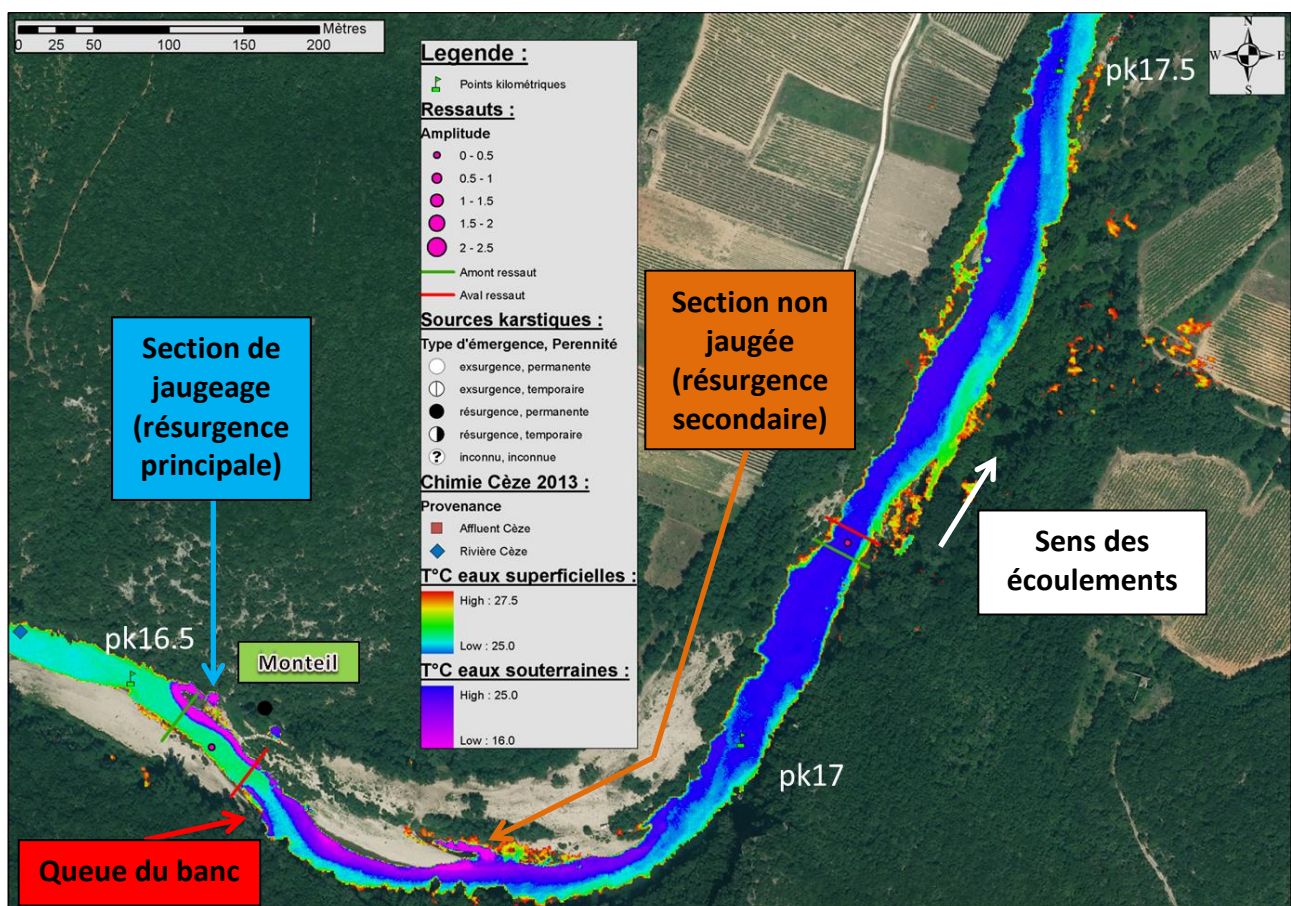 Mètres
0 25 50 100 150 200
N
W E
S
pk17.5
Legende :
Points kilométriques
Ressauts :
Amplitude
0 - 0.5
0.5 - 1
1 - 1.5
1.5 - 2
2 - 2.5
Amont ressaut
Aval ressaut
Sources karstiques :
Type d'émergence, Perennité
exsurgence, permanente
exsurgence, temporaire
résurgence, permanente
résurgence, temporaire
? inconnu, inconnue
Chimie Cèze 2013 :
Provenance
Affluent Cèze
Rivière Cèze
T°C eaux superficielles :
High : 27.5
Low : 25.0
T°C eaux souterraines :
High : 25.0
Low : 16.0
Section de
jaugeage
(résurgence
principale)
Section non
jaugée
(résurgence
secondaire)
Sens des
écoulements
pk16.5
Monteil
pk17
Queue du banc